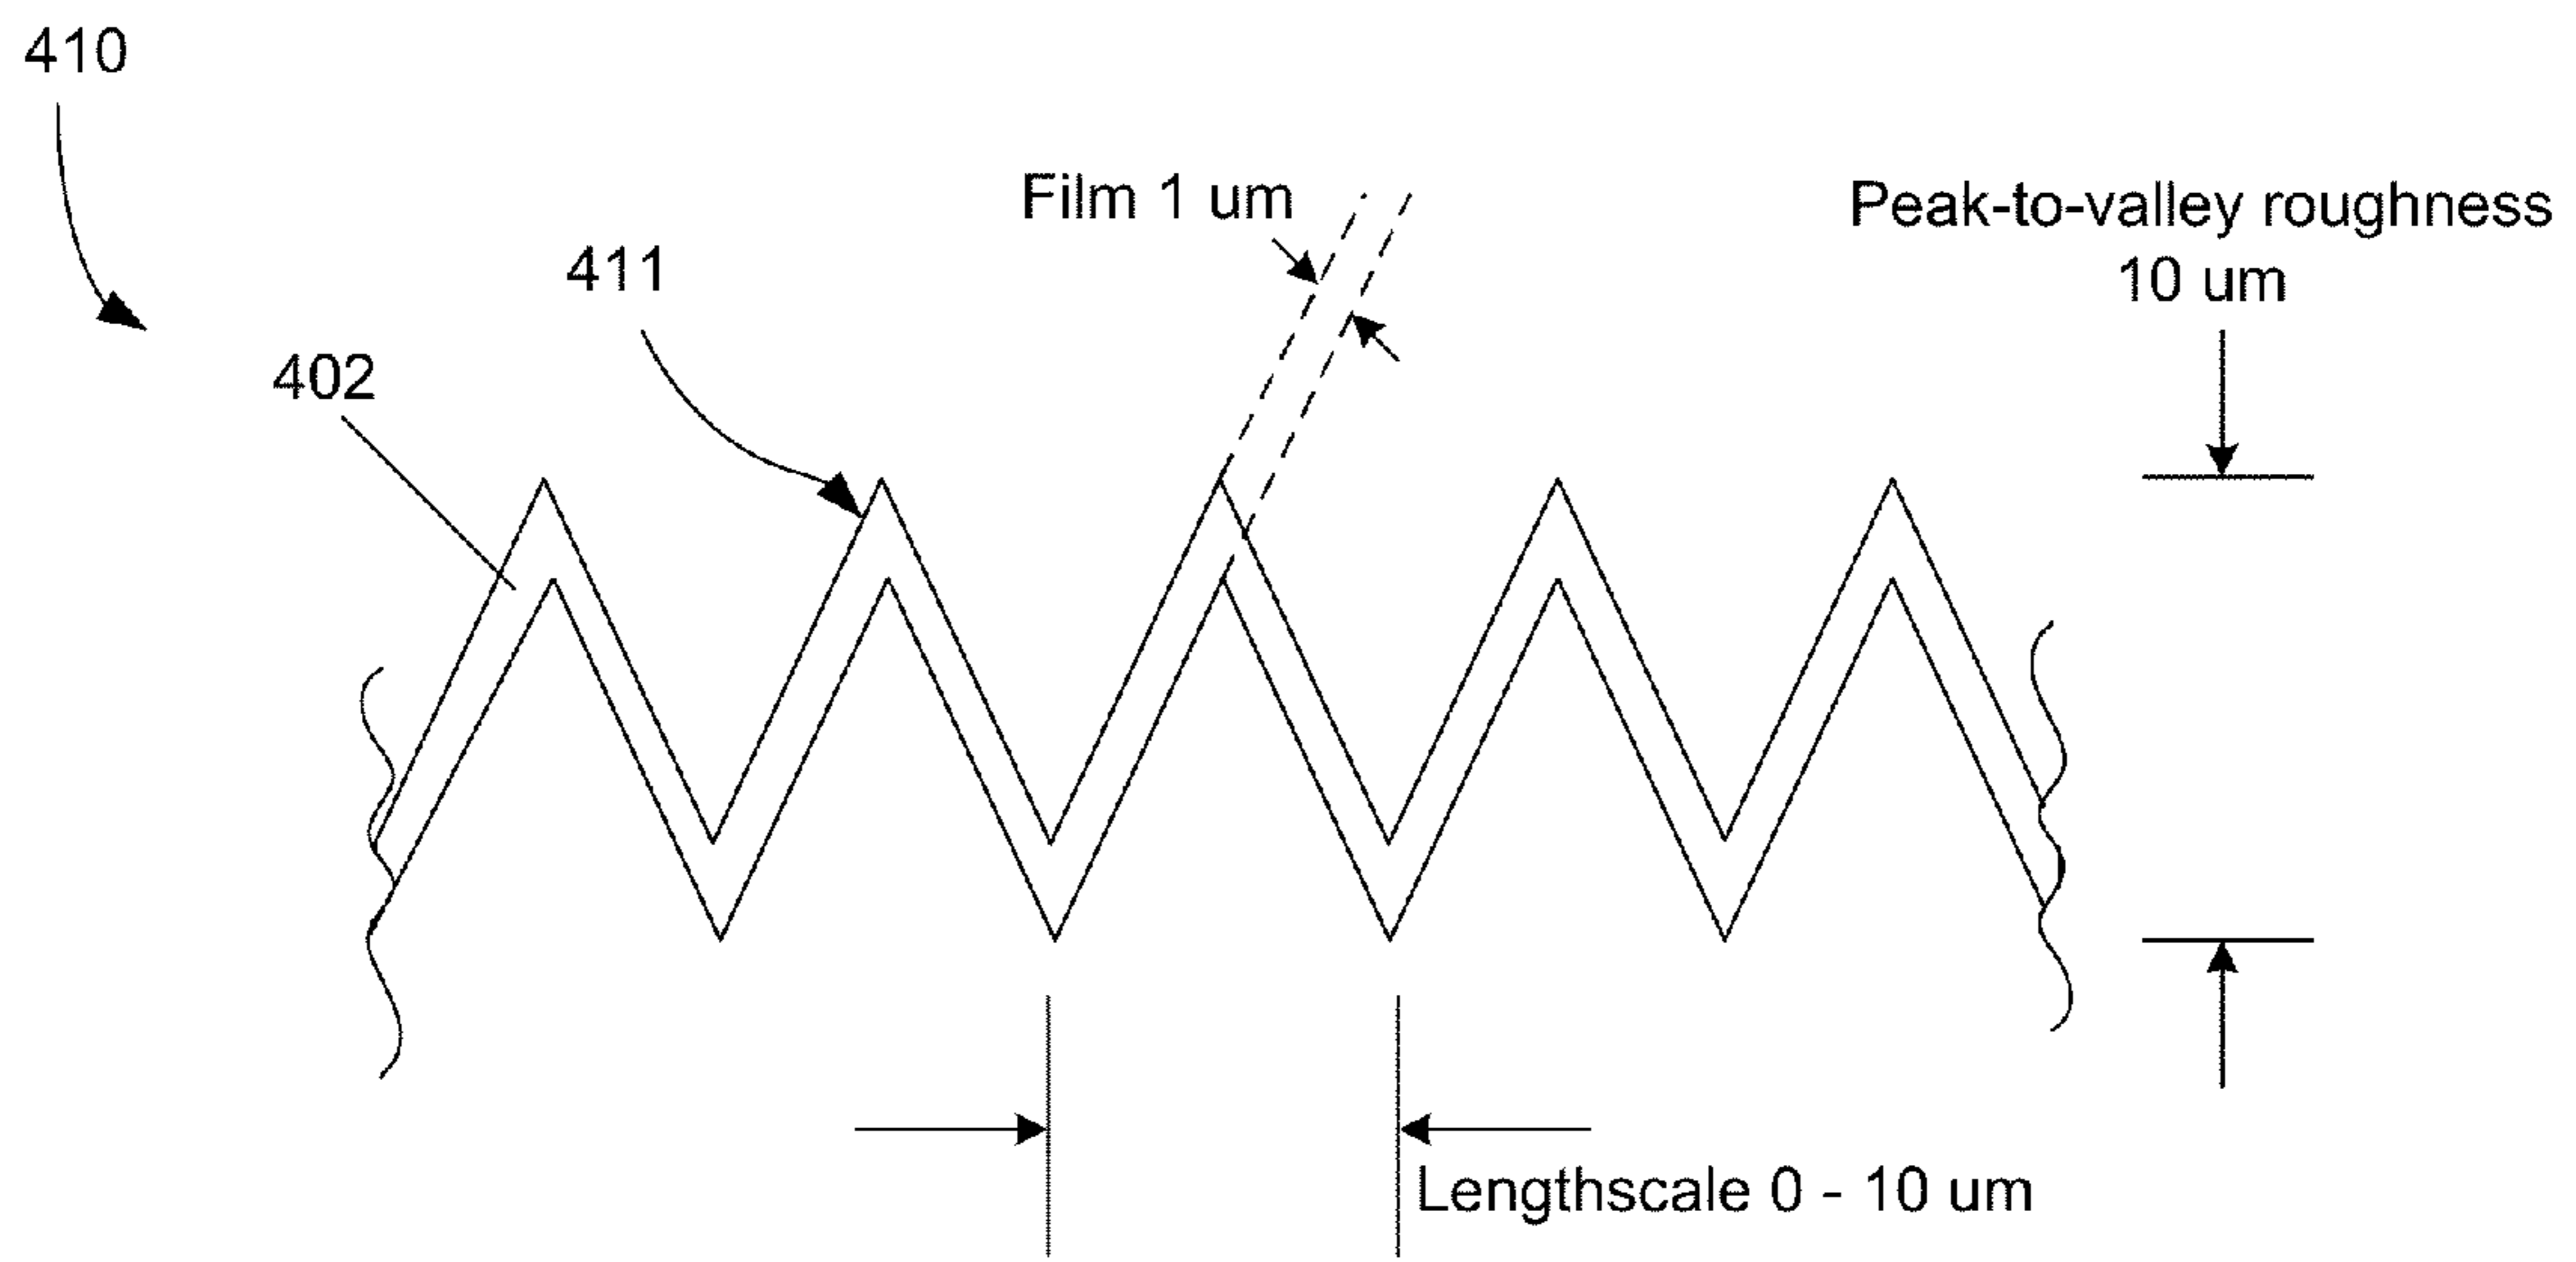 410
Film 1 um
Peak-to-valley roughness
10 um
411
402
Lengthscale 0 - 10 um